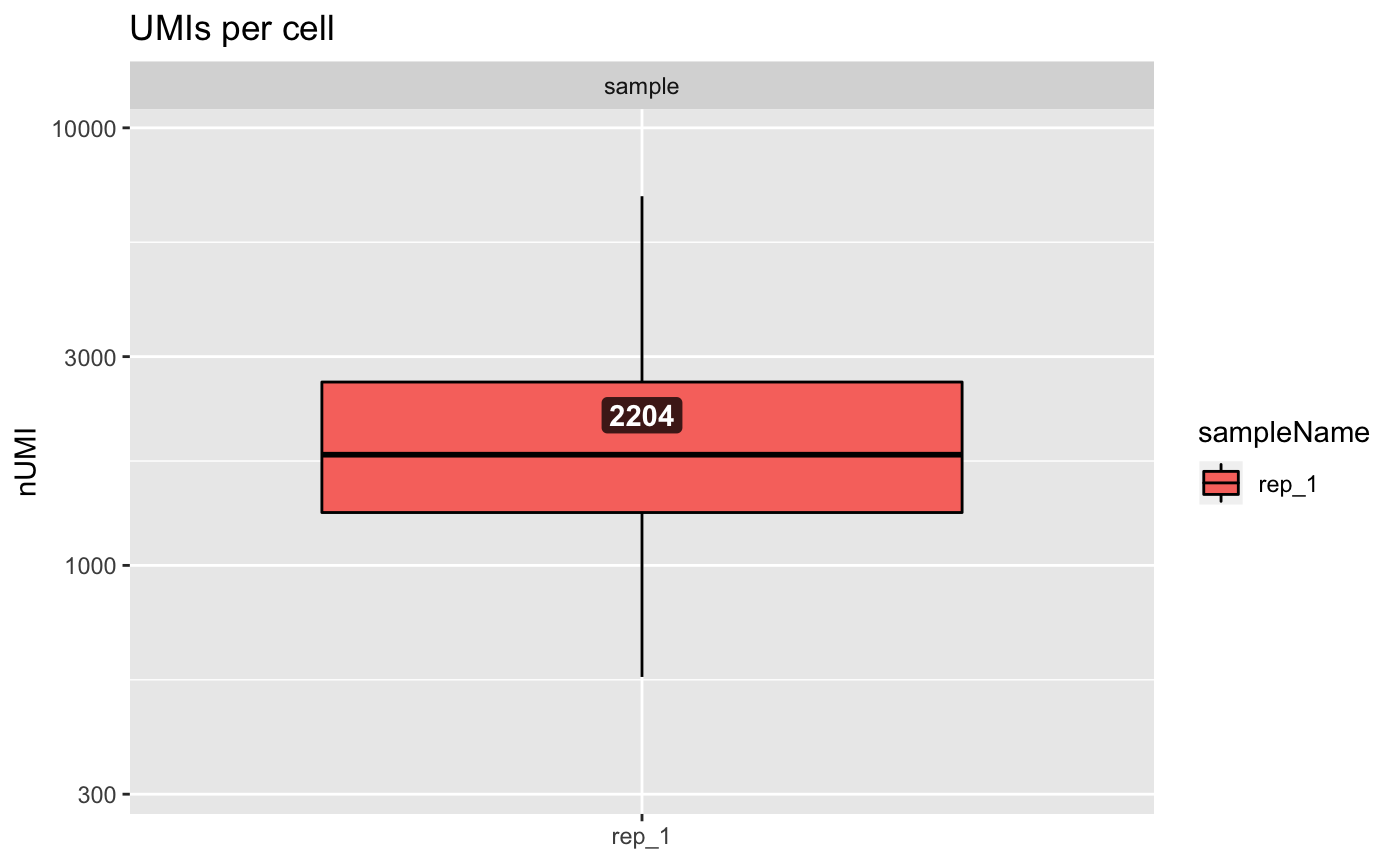 UMIs per cell
sample
10000
3000
1000
300
nUMI
2204
rep_1
sampleName
rep_1